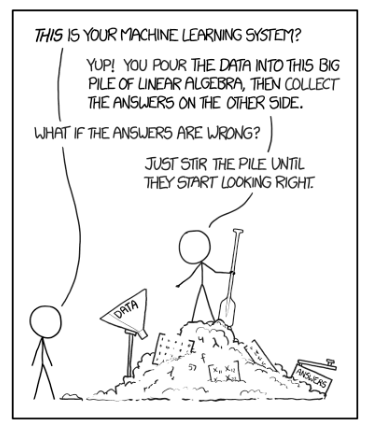 THIS IS YOUR MACHINE LEARNING SYSTEM?
YUP! YOU POUR THE DATA INTO THIS BIG
PILE OF LINEAR ALGEBRA, THEN COLLECT
THE ANSWERS ON THE OTHER SIDE.
WHAT IF THE ANSWERS ARE WRONG?
JUST STIR THE PILE UNTIL
THEY START LOOKING RIGHT.
DATA
ANSWERS